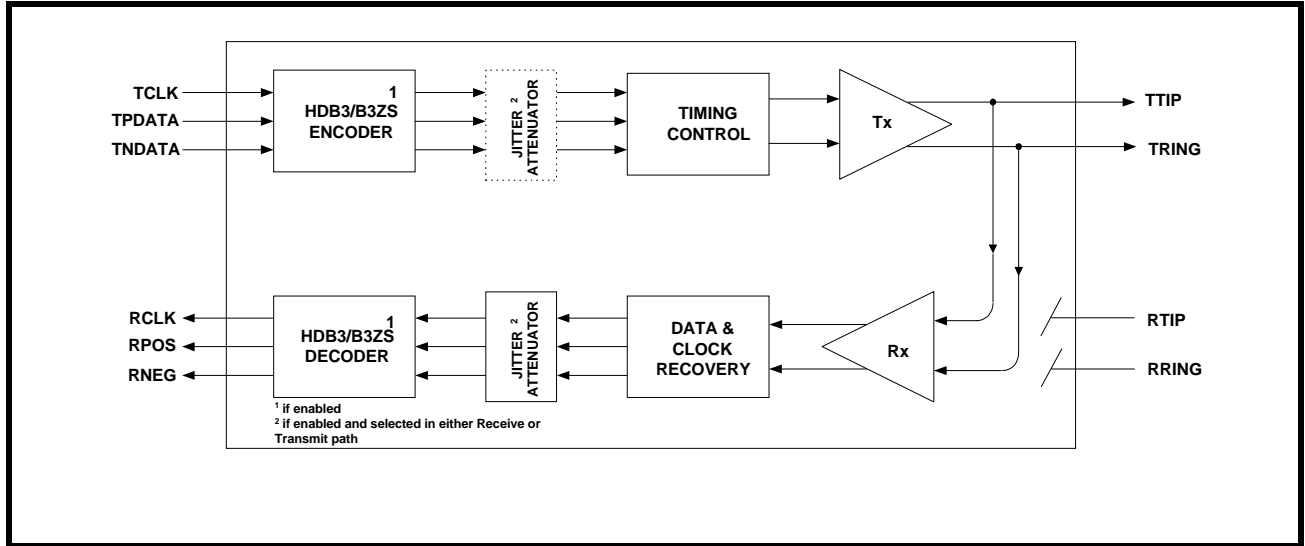 TCLK
TPDATA
TNDATA
1
HDB3/B3ZS
ENCODER
JITTER 2
ATTENUATOR
TIMING
CONTROL
Tx
TTIP
TRING
RCLK
RPOS
RNEG
1
HDB3/B3ZS
DECODER
JITTER 2
ATTENUATOR
DATA &
CLOCK
RECOVERY
Rx
RTIP
RRING
1 if enabled
2 if enabled and selected in either Receive or
Transmit path